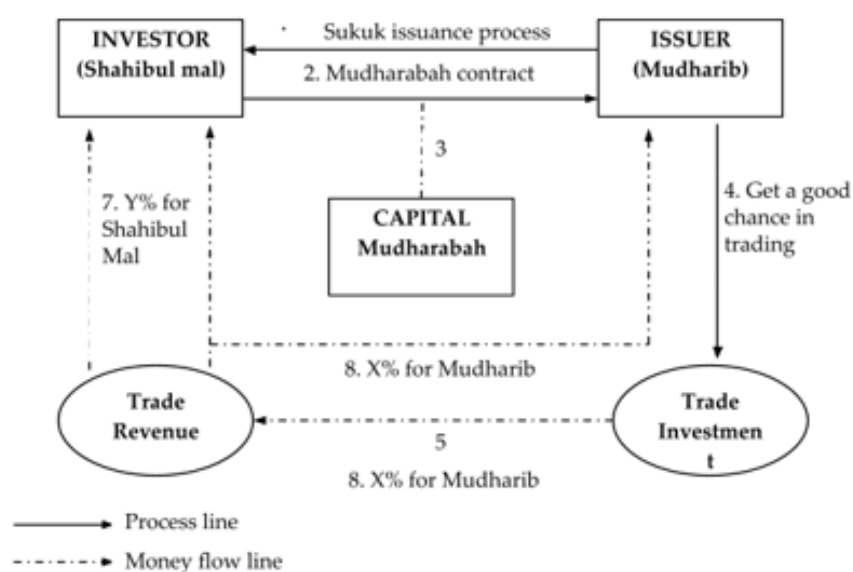 INVESTOR
(Shahibul mal)
Sukuk issuance process
2. Mudharabah contract
ISSUER
(Mudharib)
3
CAPITAL
Mudharabah
4. Get a good
chance in
trading
7. Y% for
Shahibul
Mal
8. X% for Mudharib
Trade
Revenue
5
8. X% for Mudharib
Trade
Investmen
t
Process line
Money flow line